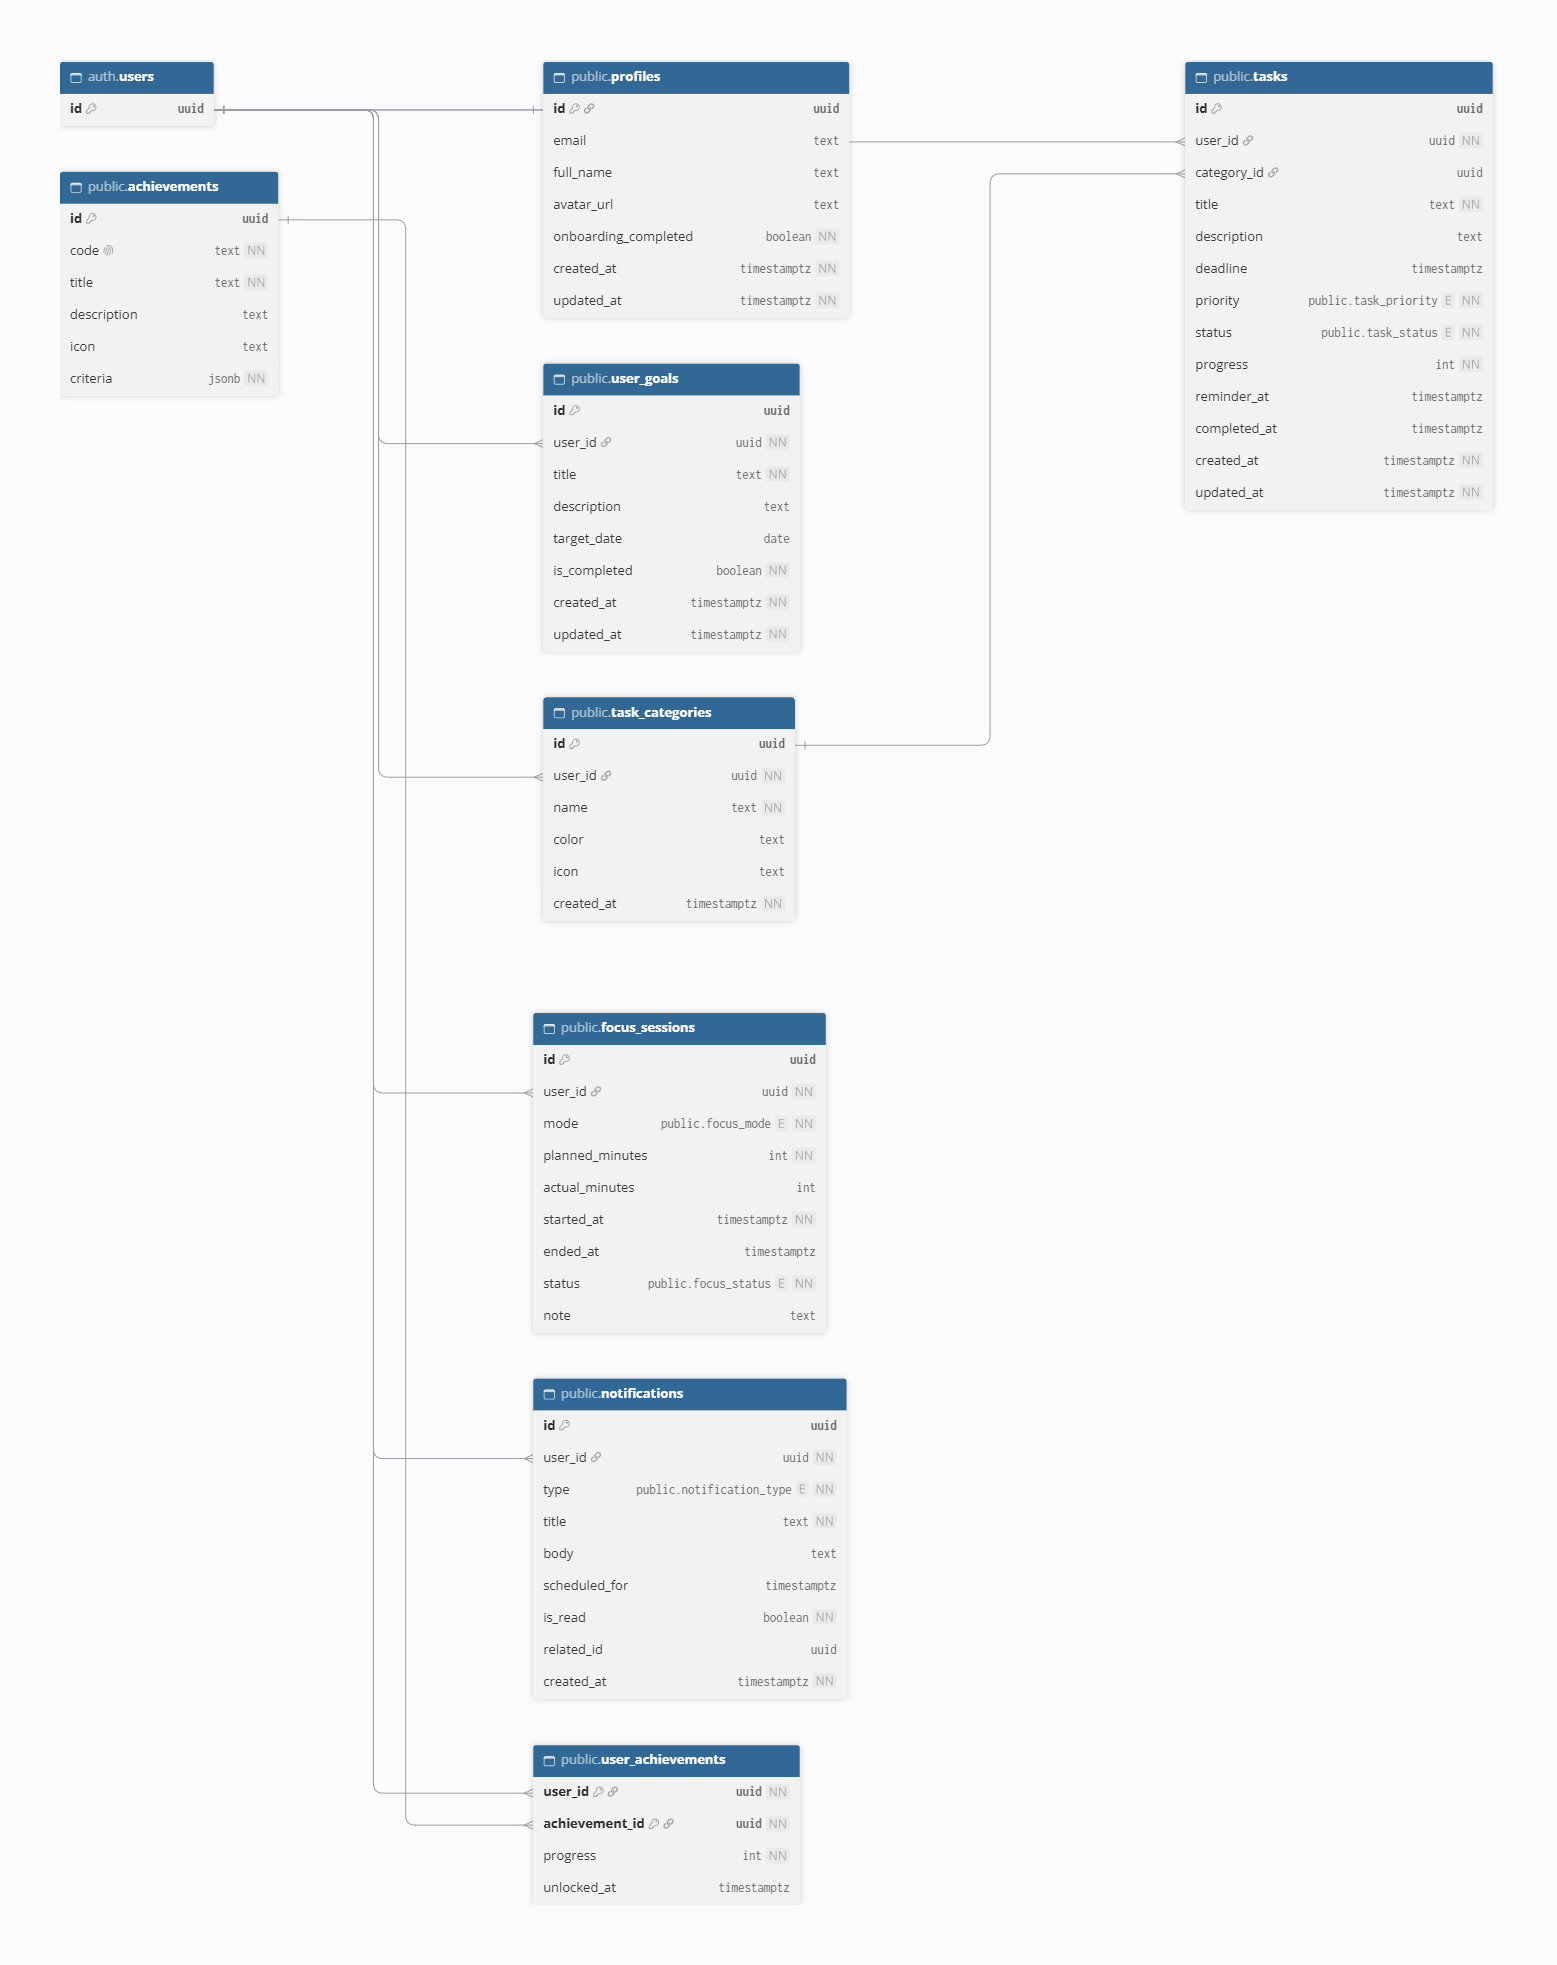 auth.users
id uuid
public.achievements
id uuid
code text NN
title text NN
description text
icon text
criteria jsonb NN
public.profiles
id uuid
email text
full_name text
avatar_url text
onboarding_completed boolean NN
created_at timestamptz NN
updated_at timestamptz NN
public.user_goals
id uuid
user_id uuid NN
title text NN
description text
target_date date
is_completed boolean NN
created_at timestamptz NN
updated_at timestamptz NN
public.task_categories
id uuid
user_id uuid NN
name text NN
color text
icon text
created_at timestamptz NN
public.focus_sessions
id uuid
user_id uuid NN
mode public.focus_mode E NN
planned_minutes int NN
actual_minutes int
started_at timestamptz NN
ended_at timestamptz
status public.focus_status E NN
note text
public.notifications
id uuid
user_id uuid NN
type public.notification_type E NN
title text NN
body text
scheduled_for timestamptz
is_read boolean NN
related_id uuid
created_at timestamptz NN
public.user_achievements
user_id uuid NN
achievement_id uuid NN
progress int NN
unlocked_at timestamptz
public.tasks
id uuid
user_id uuid NN
category_id uuid
title text NN
description text
deadline timestamptz
priority public.task_priority E NN
status public.task_status E NN
progress int NN
reminder_at timestamptz
completed_at timestamptz
created_at timestamptz NN
updated_at timestamptz NN